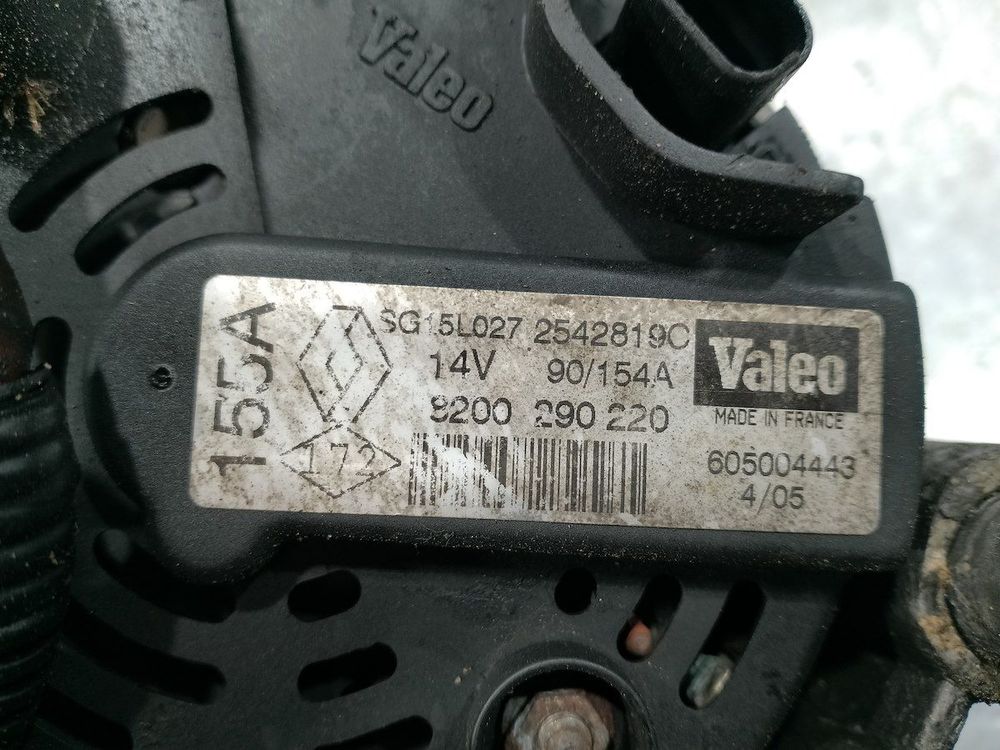 Valeo
155A
SG15L027 2542819C
14V 90/154A
8200 290 220
172
Valeo
MADE IN FRANCE
605004443
4/05